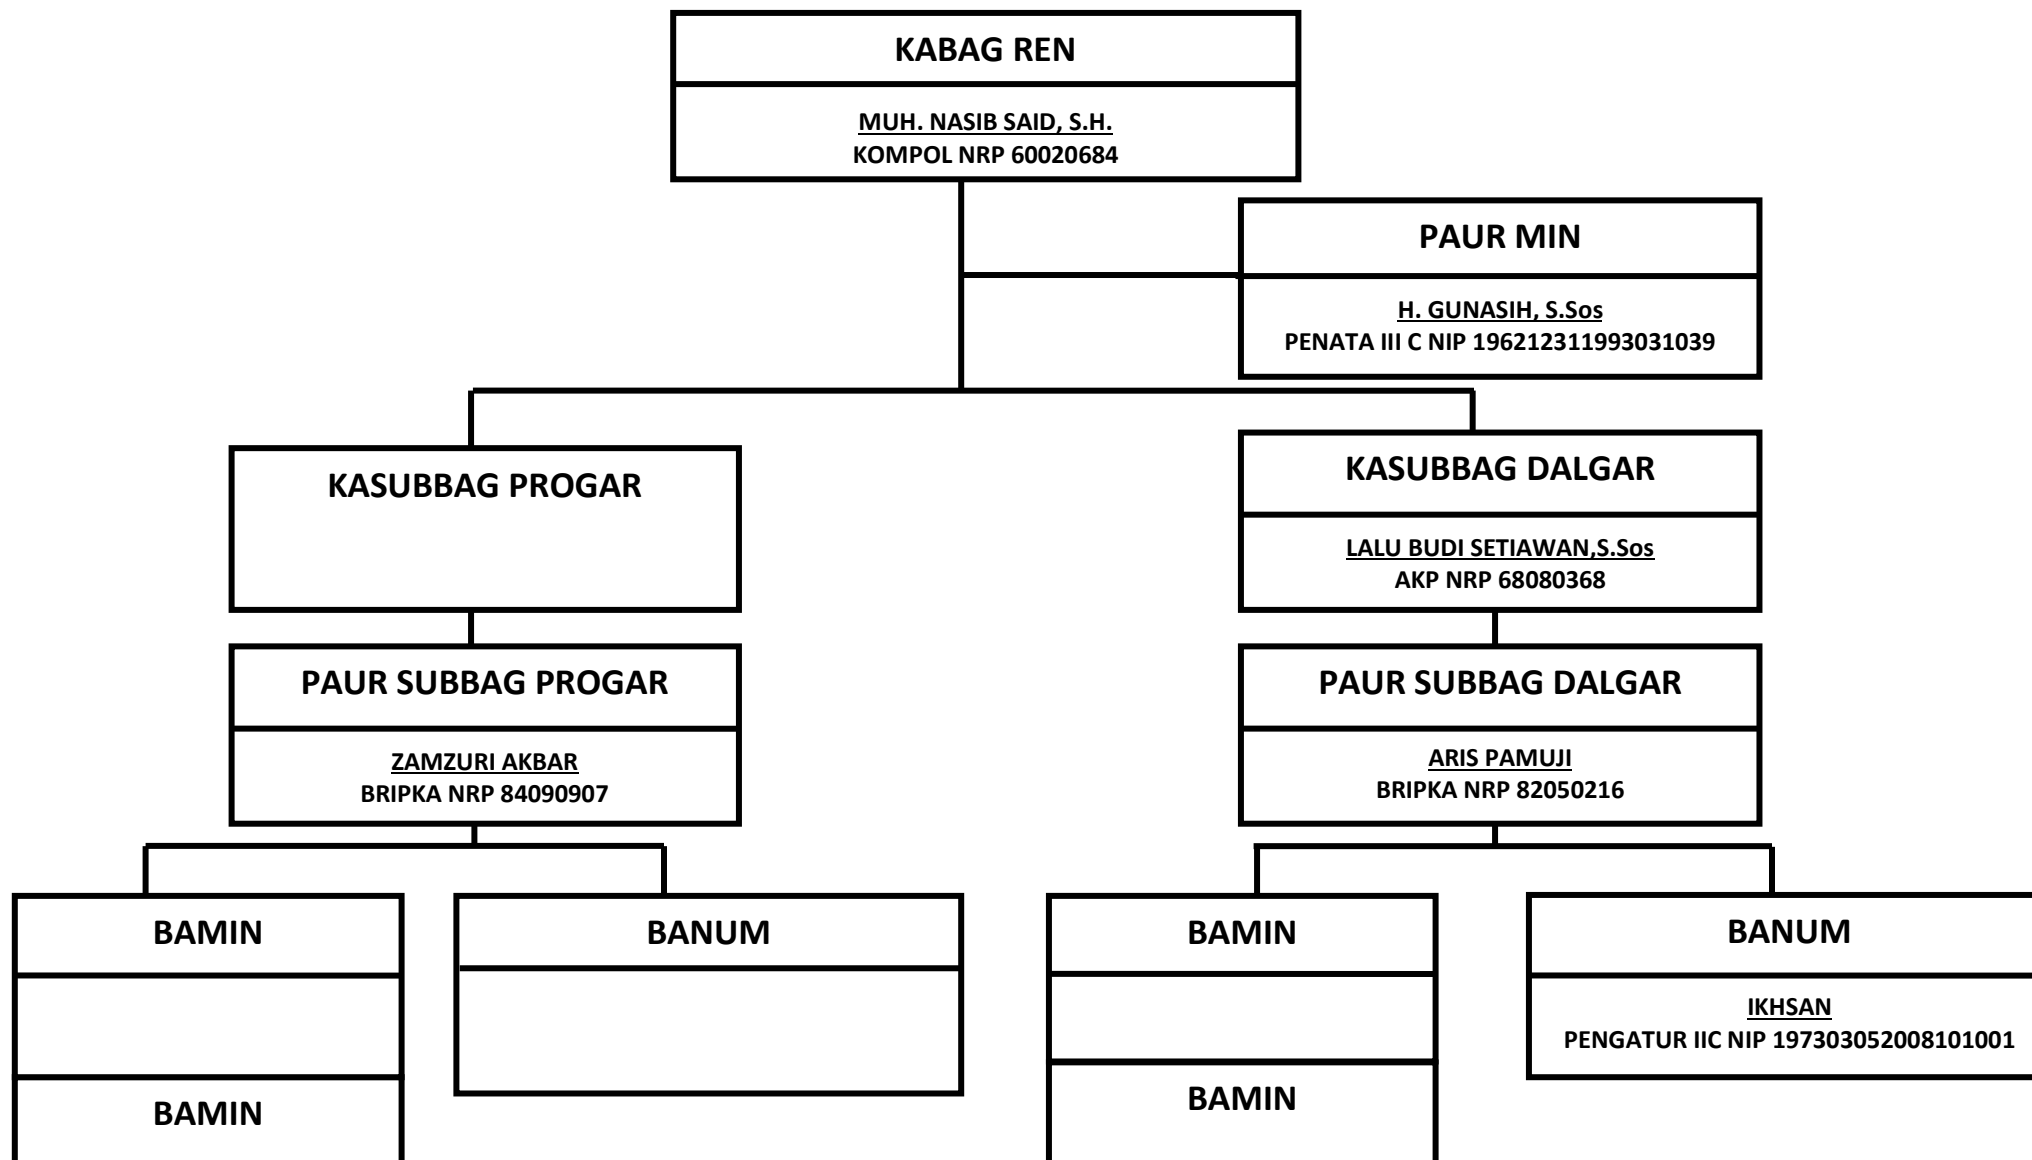 KABAG REN
MUH. NASIB SAID, S.H.
KOMPOL NRP 60020684
PAUR MIN
H. GUNASIH, S.Sos
PENATA III C NIP 196212311993031039
KASUBBAG PROGAR
KASUBBAG DALGAR
LALU BUDI SETIAWAN,S.Sos
AKP NRP 68080368
PAUR SUBBAG PROGAR
ZAMZURI AKBAR
BRIPKA NRP 84090907
PAUR SUBBAG DALGAR
ARIS PAMUJI
BRIPKA NRP 82050216
BAMIN
BANUM
BAMIN
BANUM
IKHSAN
PENGATUR IIC NIP 197303052008101001
BAMIN
BAMIN